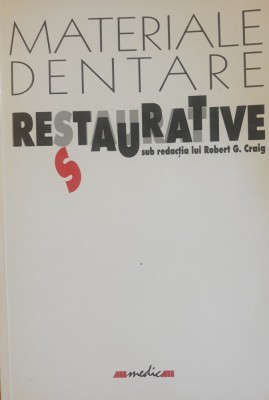 MATERIALE
DENTARE
RESTAURATIVE
sub redacția lui Robert G. Craig
medic